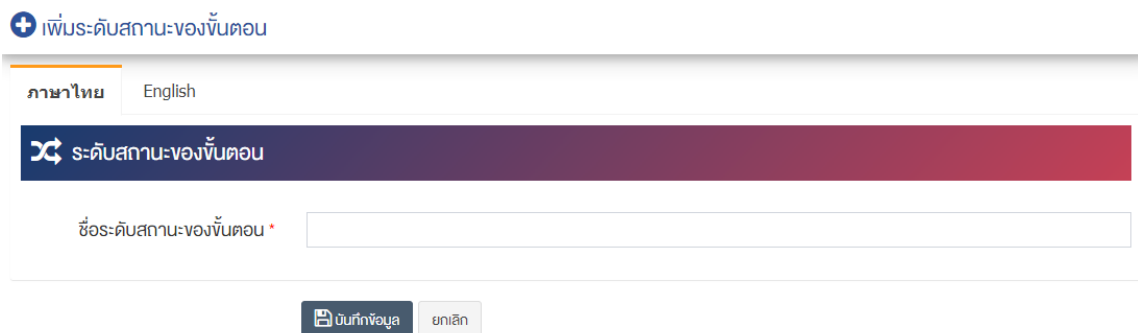 เพิ่มระดับสถานะของขั้นตอน
ภาษาไทย English
ระดับสถานะของขั้นตอน
ชื่อระดับสถานะของขั้นตอน *
บันทึกข้อมูล ยกเลิก